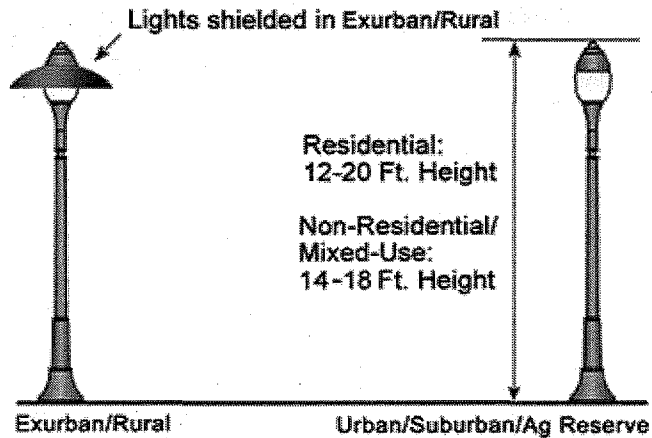 Lights shielded in Exurban/Rural
Residential:
12-20 Ft. Height
Non-Residential/
Mixed-Use:
14-18 Ft. Height
Exurban/Rural
Urban/Suburban/Ag Reserve